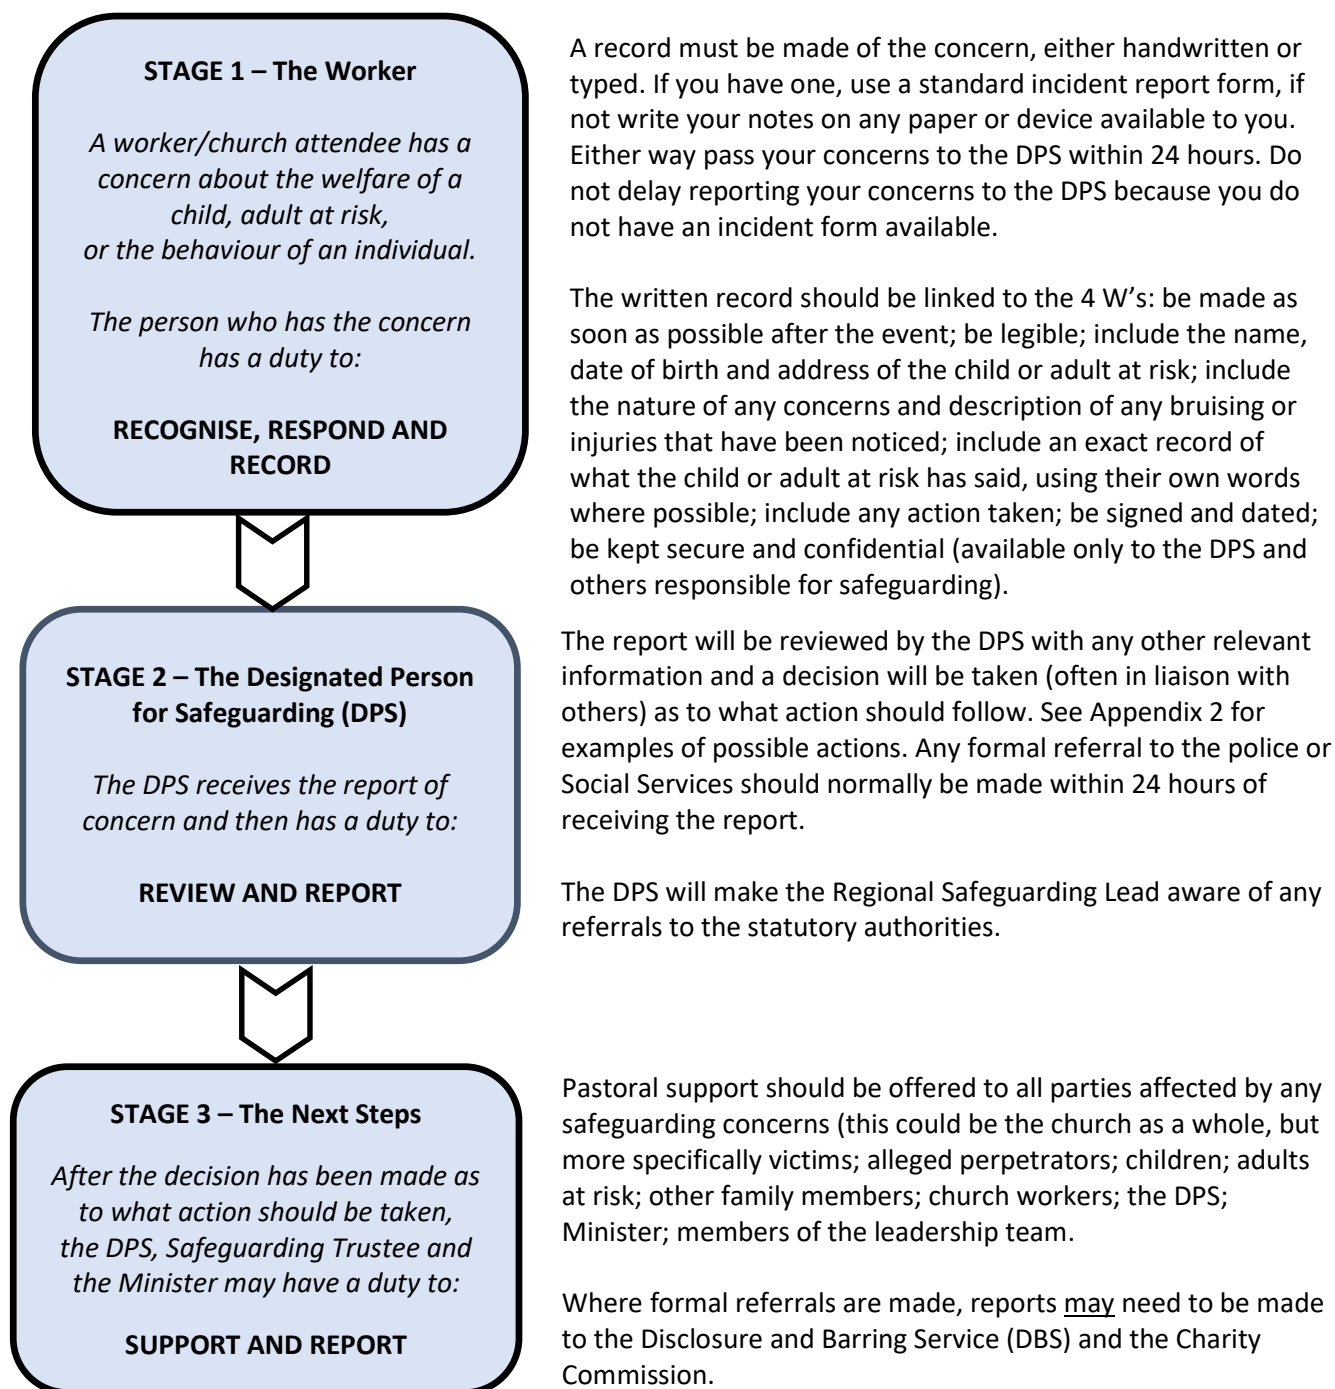 STAGE 1 – The Worker
A worker/church attendee has a
concern about the welfare of a
child, adult at risk,
or the behaviour of an individual.
The person who has the concern
has a duty to:
RECOGNISE, RESPOND AND
RECORD
A record must be made of the concern, either handwritten or
typed. If you have one, use a standard incident report form, if
not write your notes on any paper or device available to you.
Either way pass your concerns to the DPS within 24 hours. Do
not delay reporting your concerns to the DPS because you do
not have an incident form available.
The written record should be linked to the 4 W’s: be made as
soon as possible after the event; be legible; include the name,
date of birth and address of the child or adult at risk; include
the nature of any concerns and description of any bruising or
injuries that have been noticed; include an exact record of
what the child or adult at risk has said, using their own words
where possible; include any action taken; be signed and dated;
be kept secure and confidential (available only to the DPS and
others responsible for safeguarding).
STAGE 2 – The Designated Person
for Safeguarding (DPS)
The DPS receives the report of
concern and then has a duty to:
REVIEW AND REPORT
The report will be reviewed by the DPS with any other relevant
information and a decision will be taken (often in liaison with
others) as to what action should follow. See Appendix 2 for
examples of possible actions. Any formal referral to the police or
Social Services should normally be made within 24 hours of
receiving the report.
The DPS will make the Regional Safeguarding Lead aware of any
referrals to the statutory authorities.
STAGE 3 – The Next Steps
After the decision has been made as
to what action should be taken,
the DPS, Safeguarding Trustee and
the Minister may have a duty to:
SUPPORT AND REPORT
Pastoral support should be offered to all parties affected by any
safeguarding concerns (this could be the church as a whole, but
more specifically victims; alleged perpetrators; children; adults
at risk; other family members; church workers; the DPS;
Minister; members of the leadership team.
Where formal referrals are made, reports may need to be made
to the Disclosure and Barring Service (DBS) and the Charity
Commission.